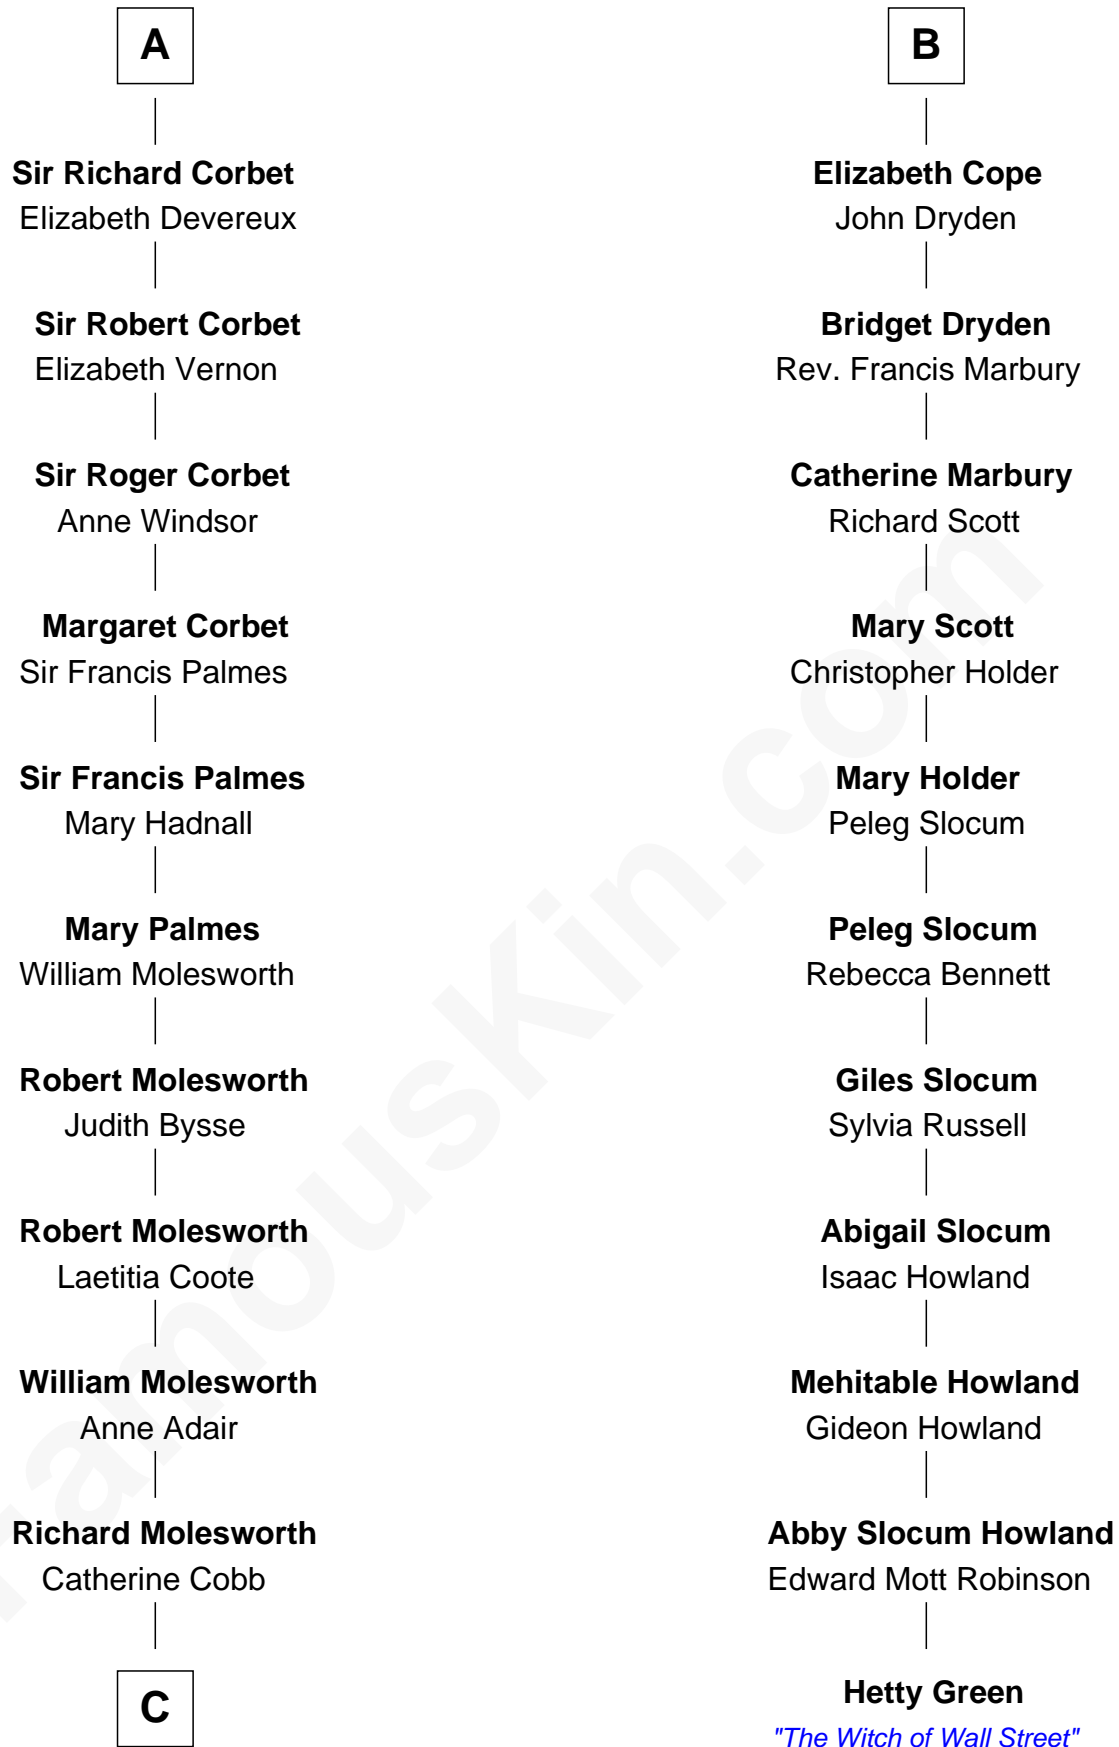 A
Sir Richard Corbet
Elizabeth Devereux
Sir Robert Corbet
Elizabeth Vernon
Sir Roger Corbet
Anne Windsor
Margaret Corbet
Sir Francis Palmes
Sir Francis Palmes
Mary Hadnall
Mary Palmes
William Molesworth
Robert Molesworth
Judith Bysse
Robert Molesworth
Laetitia Coote
William Molesworth
Anne Adair
Richard Molesworth
Catherine Cobb
C
B
Elizabeth Cope
John Dryden
Bridget Dryden
Rev. Francis Marbury
Catherine Marbury
Richard Scott
Mary Scott
Christopher Holder
Mary Holder
Peleg Slocum
Peleg Slocum
Rebecca Bennett
Giles Slocum
Sylvia Russell
Abigail Slocum
Isaac Howland
Mehitable Howland
Gideon Howland
Abby Slocum Howland
Edward Mott Robinson
Hetty Green
"The Witch of Wall Street"
FamousKin.com